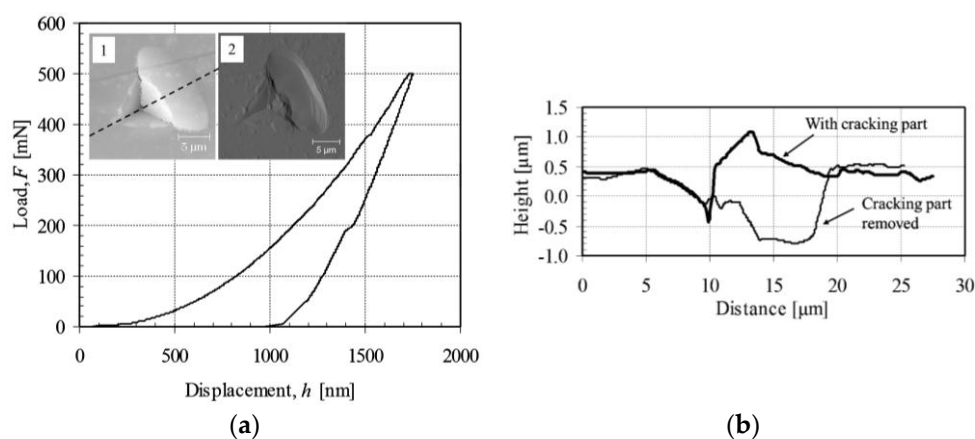 600
500
400
300
200
100
0
Load, F [mN]
1
2
5 μm
5 μm
0
500
1000
1500
2000
Displacement, h [nm]
(a)
1.5
1.0
0.5
0.0
-0.5
-1.0
Height [μm]
With cracking part
Cracking part
removed
0
5
10
15
20
25
30
Distance [μm]
(b)